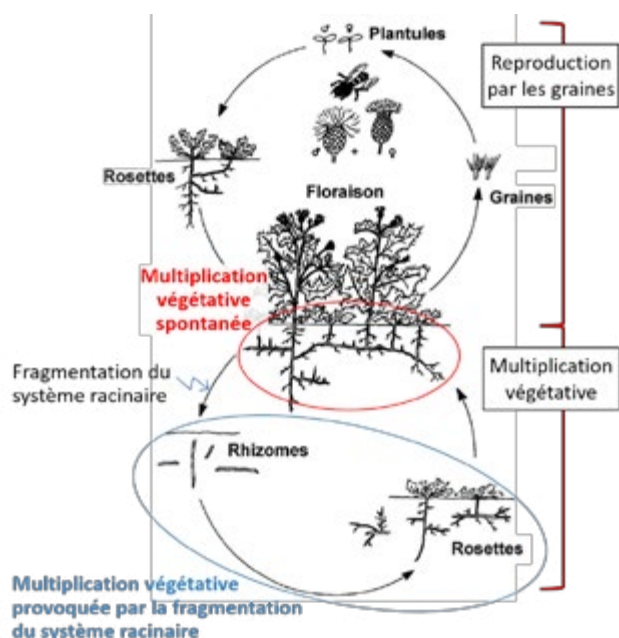 Plantules
Reproduction
par les graines
Rosettes
Floraison
Graines
Multiplication
végétative
spontanée
Fragmentation du
système racinaire
Multiplication
végétative
Rhizomes
Rosettes
Multiplication végétative
provoquée par la fragmentation
du système racinaire